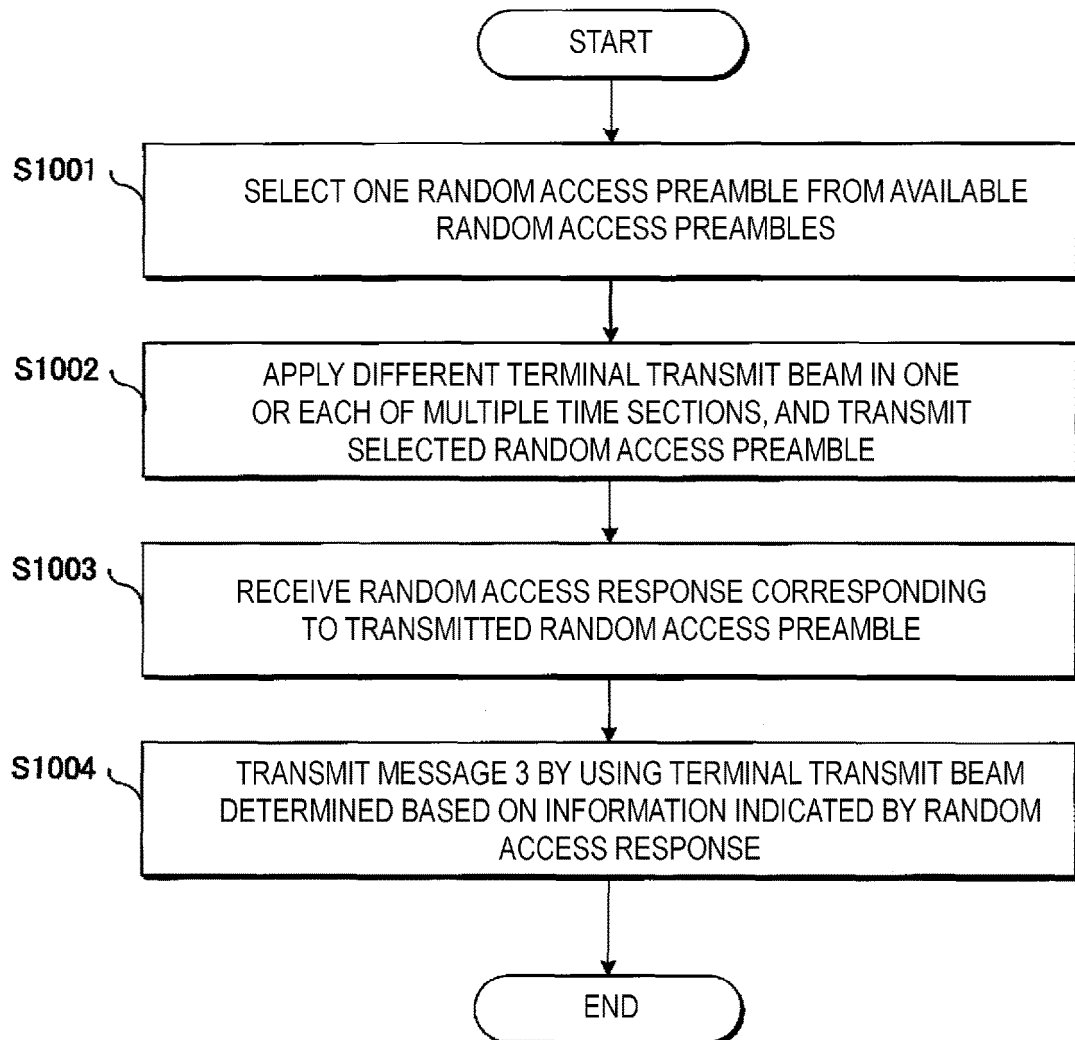 START
S1001
SELECT ONE RANDOM ACCESS PREAMBLE FROM AVAILABLE
RANDOM ACCESS PREAMBLES
S1002
APPLY DIFFERENT TERMINAL TRANSMIT BEAM IN ONE
OR EACH OF MULTIPLE TIME SECTIONS, AND TRANSMIT
SELECTED RANDOM ACCESS PREAMBLE
S1003
RECEIVE RANDOM ACCESS RESPONSE CORRESPONDING
TO TRANSMITTED RANDOM ACCESS PREAMBLE
S1004
TRANSMIT MESSAGE 3 BY USING TERMINAL TRANSMIT BEAM
DETERMINED BASED ON INFORMATION INDICATED BY RANDOM
ACCESS RESPONSE
END